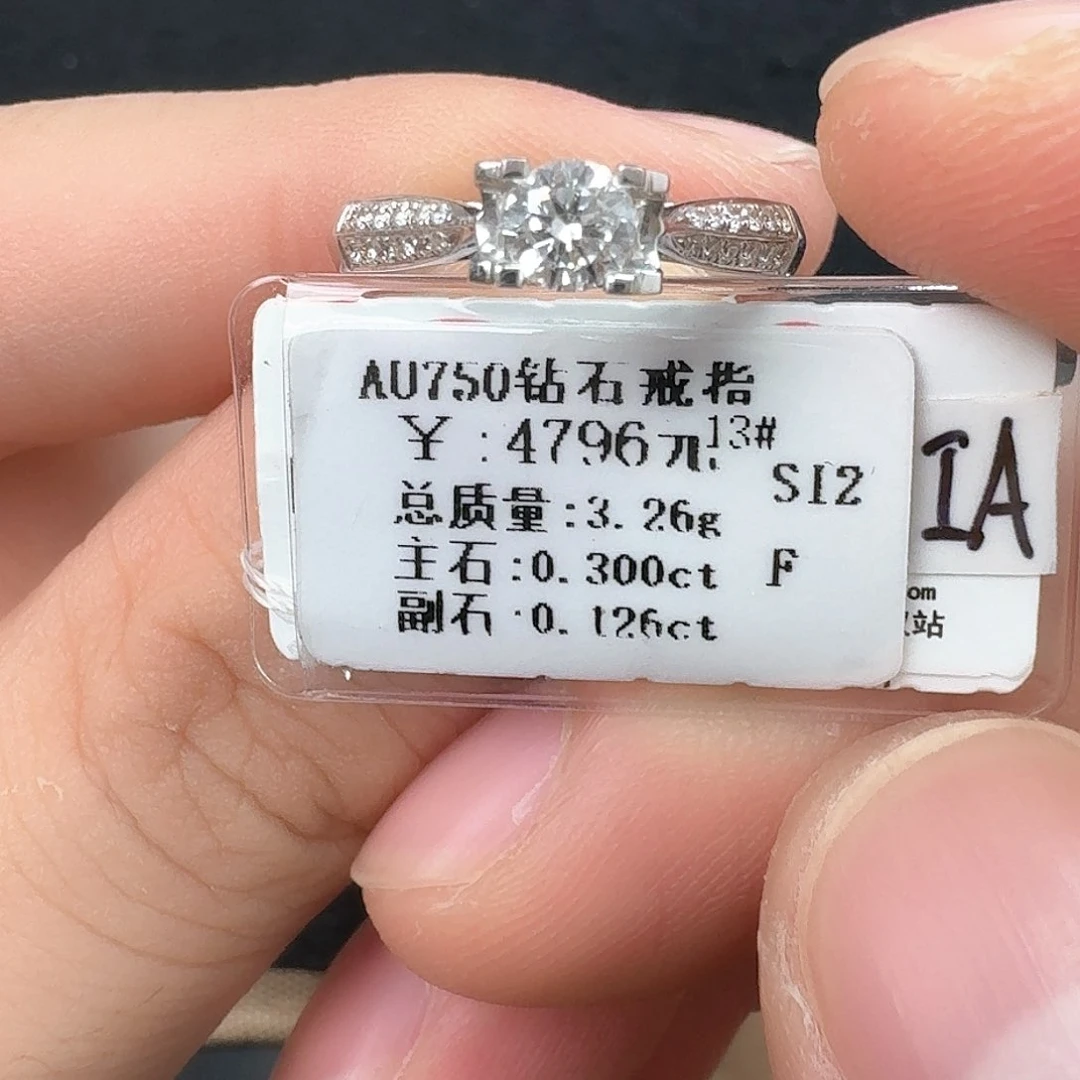 AU750钻石戒指
¥:4796元 13#
SI2
总质量:3.26g
主石:0.300ct F
副石:0.126ct
IA
om
站